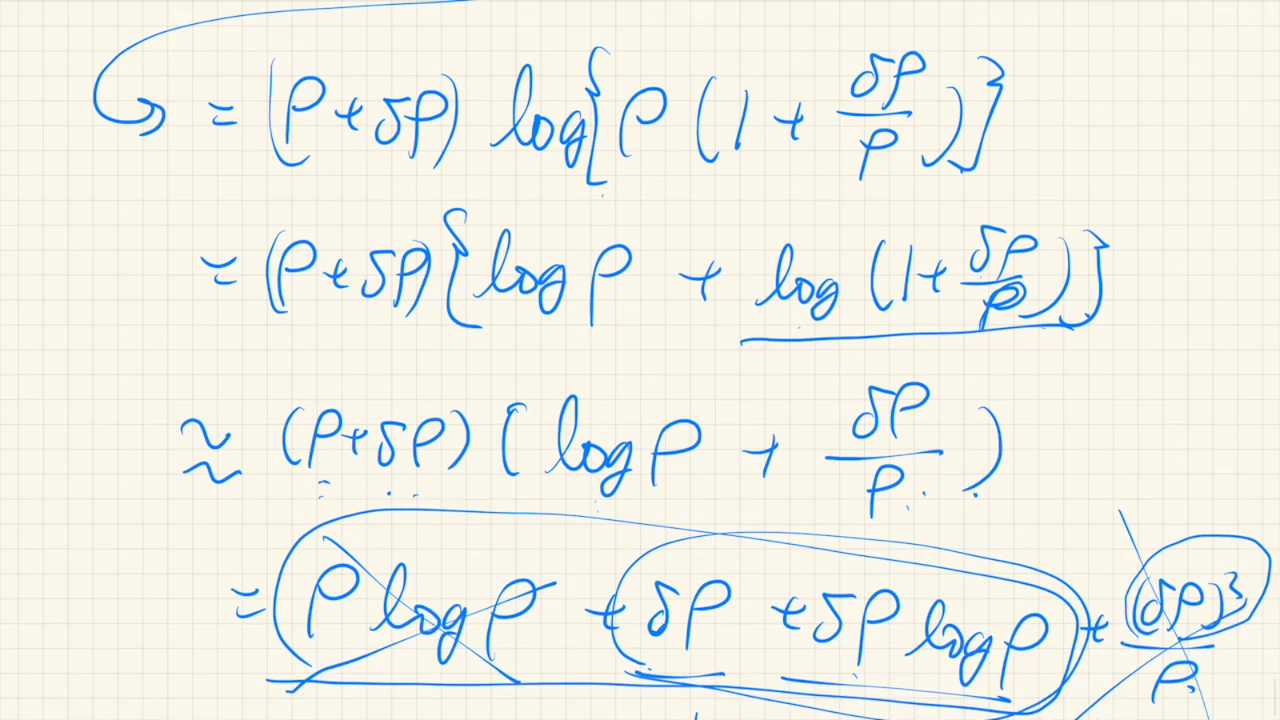 = (ρ+δρ) log{ρ (1 + δρ/ρ)}
= (ρ+δρ){log ρ + log (1+ δρ/ρ)}
≈ (ρ+δρ) (log ρ + δρ/ρ)
= ρ log ρ + δρ + δρ log ρ + (δρ)²/ρ